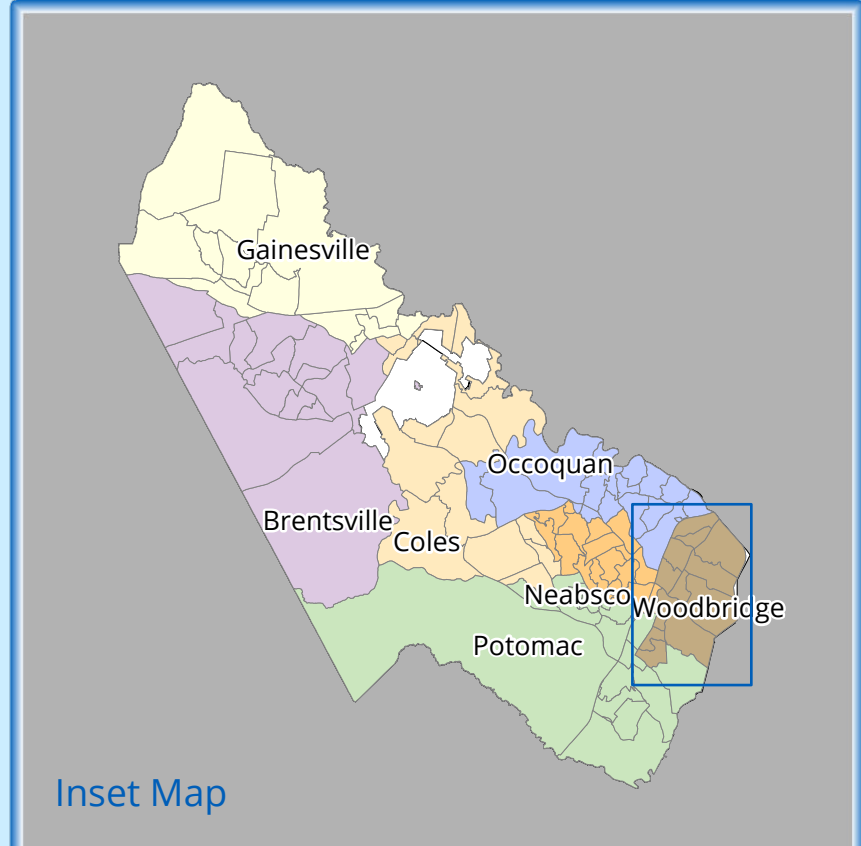 Gainesville
Occoquan
Brentsville
Coles
Neabsco
Woodbridge
Potomac
Inset Map